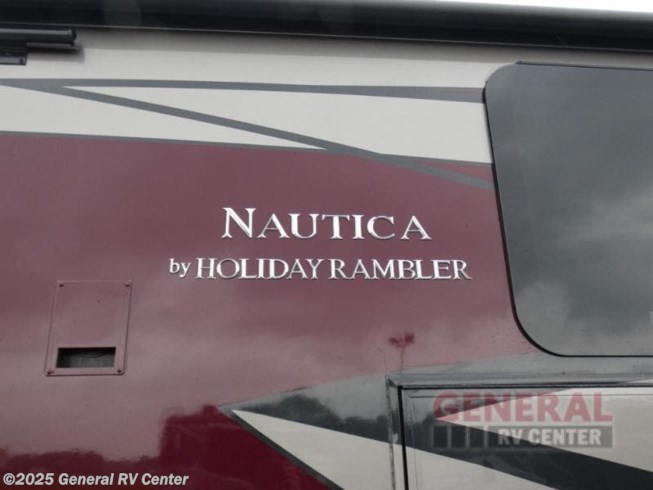 NAUTICA
by HOLIDAY RAMBLER
GENERAL
RV CENTER
©2025 General RV Center